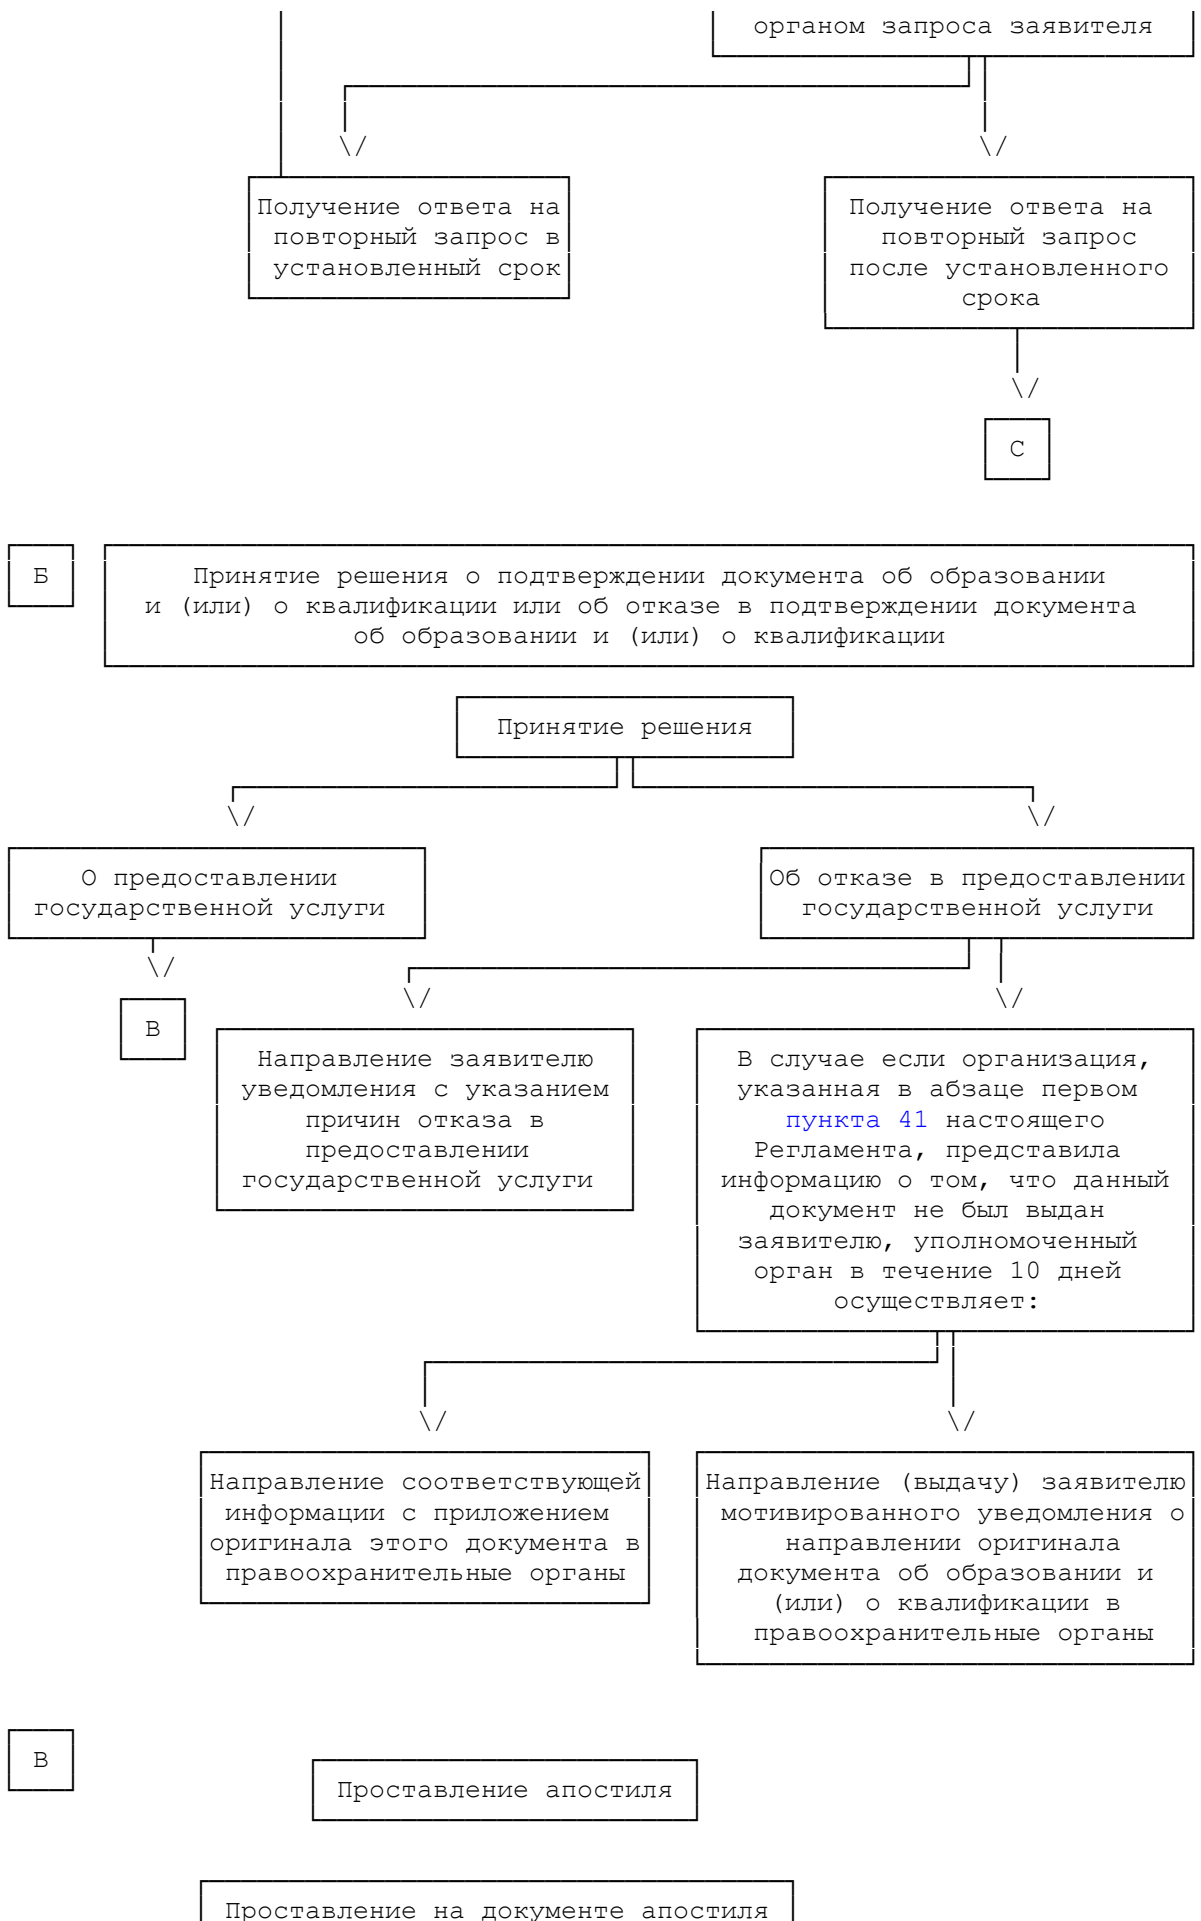 органом запроса заявителя
\/
\/
Получение ответа на
повторный запрос в
установленный срок
Получение ответа на
повторный запрос
после установленного
срока
\/
С
Б
Принятие решения о подтверждении документа об образовании
и (или) о квалификации или об отказе в подтверждении документа
об образовании и (или) о квалификации
Принятие решения
\/
\/
О предоставлении
государственной услуги
Об отказе в предоставлении
государственной услуги
\/
\/
\/
В
Направление заявителю
уведомления с указанием
причин отказа в
предоставлении
государственной услуги
В случае если организация,
указанная в абзаце первом
пункта 41 настоящего
Регламента, представила
информацию о том, что данный
документ не был выдан
заявителю, уполномоченный
орган в течение 10 дней
осуществляет:
\/
\/
Направление соответствующей
информации с приложением
оригинала этого документа в
правоохранительные органы
Направление (выдачу) заявителю
мотивированного уведомления о
направлении оригинала
документа об образовании и
(или) о квалификации в
правоохранительные органы
В
Проставление апостиля
Проставление на документе апостиля